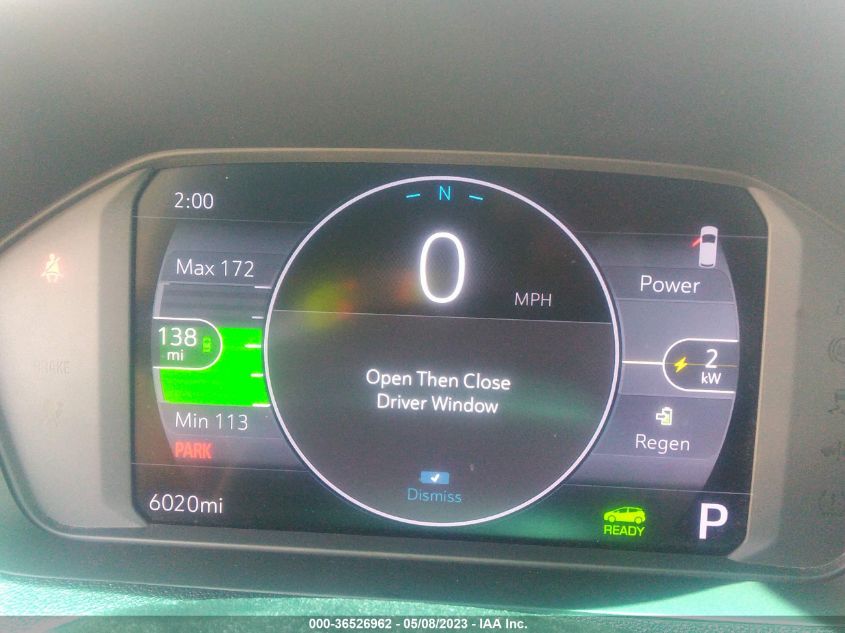 2:00
N
0
MPH
Max 172
138
mi
Min 113
PARK
6020mi
Open Then Close
Driver Window
Dismiss
Power
2
kW
Regen
READY
P
BRAKE
000-36526962 - 05/08/2023 - IAA Inc.